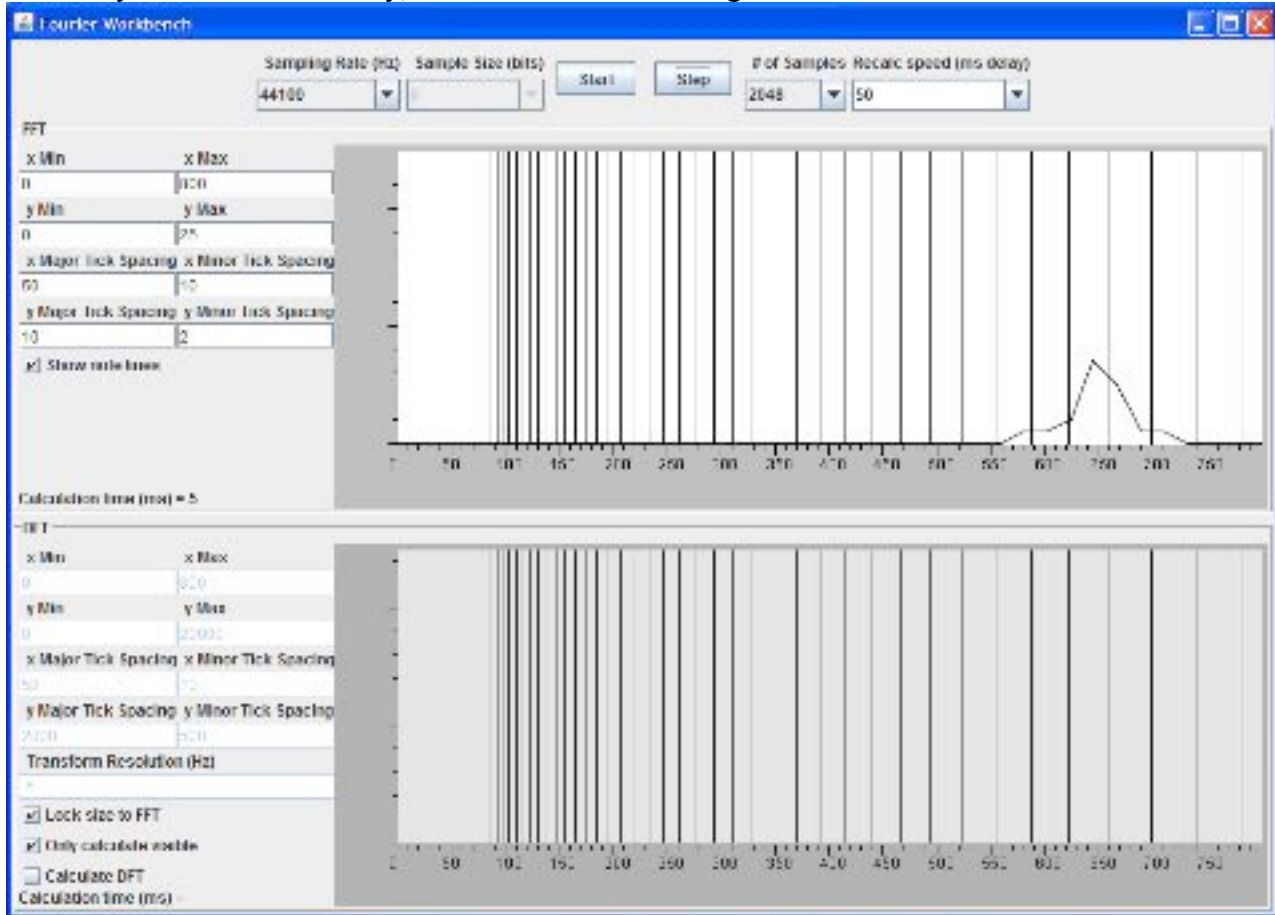 Fourier Workbench
Sampling Rate (Hz) Sample Size (bits) Start Stop # of Samples Recalc speed (ms delay)
44100 2048 50
FFT
x Min x Max
0 800
y Min y Max
0 25
x Major Tick Spacing x Minor Tick Spacing
50 10
y Major Tick Spacing y Minor Tick Spacing
10 2
Show note lines
50 100 150 200 250 300 350 400 450 500 550 600 650 700 750
Calculation time (ms) = 5
DFT
x Min x Max
0 800
y Min y Max
0 20000
x Major Tick Spacing x Minor Tick Spacing
50 10
y Major Tick Spacing y Minor Tick Spacing
2000 500
Transform Resolution (Hz)
Lock size to FFT
Only calculate visible
50 100 150 200 250 300 350 400 450 500 550 600 650 700 750
Calculate DFT
Calculation time (ms)